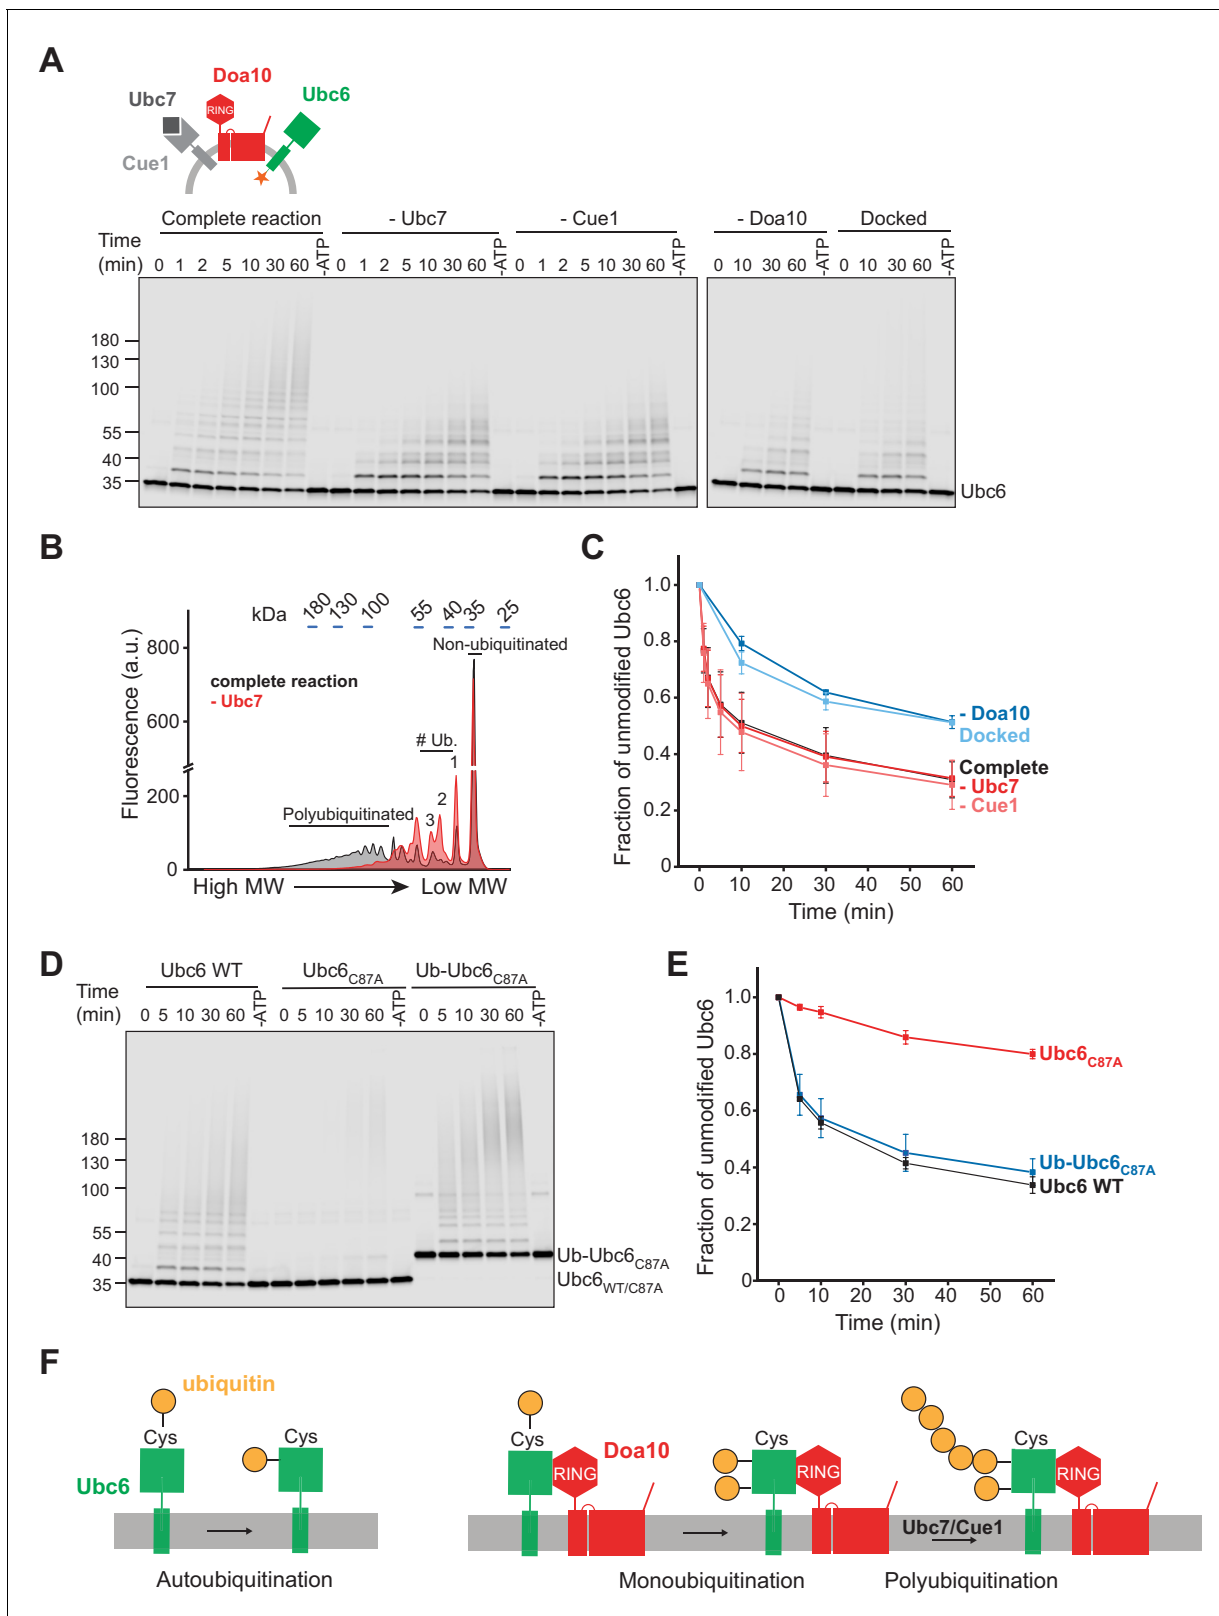 A
Doa10
Ubc7
Ubc6
RING
Cue1
Complete reaction - Ubc7 - Cue1 - Doa10 Docked
Time (min) 0 1 2 5 10 30 60 -ATP 0 1 2 5 10 30 60 -ATP 0 1 2 5 10 30 60 -ATP 0 10 30 60 -ATP 0 10 30 60 -ATP
180
130
100
55
40
35
Ubc6
B
kDa 180 130 100 55 40 35 25
Fluorescence (a.u.)
800
600
200
0
Non-ubiquitinated
complete reaction
- Ubc7
# Ub.
1
2
3
Polyubiquitinated
High MW Low MW
C
Fraction of unmodified Ubc6
1.0
0.8
0.6
0.4
0.2
0
- Doa10
Docked
Complete
- Ubc7
- Cue1
0 10 20 30 40 50 60
Time (min)
D
Ubc6 WT Ubc6C87A Ub-Ubc6C87A
Time (min) 0 5 10 30 60 -ATP 0 5 10 30 60 -ATP 0 5 10 30 60 -ATP
180
130
100
55
40
35
Ub-Ubc6C87A
Ubc6WT/C87A
E
Fraction of unmodified Ubc6
1.0
0.8
0.6
0.4
0.2
0
Ubc6C87A
Ub-Ubc6C87A
Ubc6 WT
0 10 20 30 40 50 60
Time (min)
F
ubiquitin
Cys
Cys
Ubc6
Autoubiquitination
Cys
Doa10
RING
Cys
RING
Monoubiquitination
Ubc7/Cue1
Cys
RING
Polyubiquitination